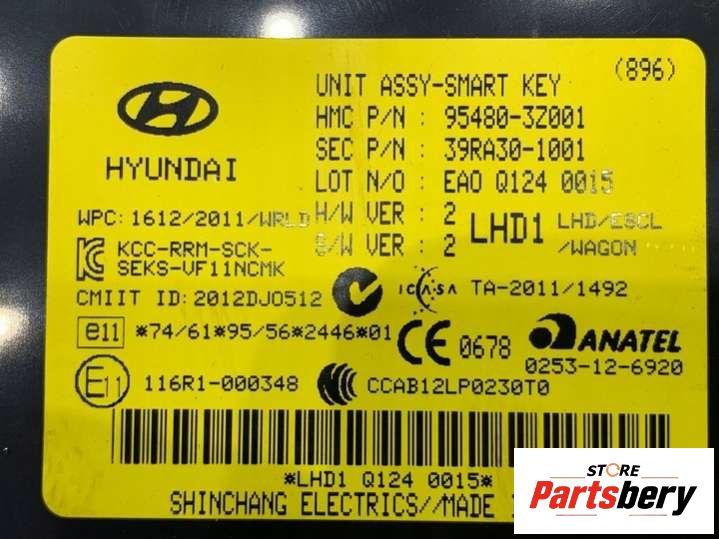 (896)
UNIT ASSY-SMART KEY
HMC P/N : 95480-3Z001
SEC P/N : 39RA30-1001
LOT N/O : EAO Q124 0015
H/W VER : 2
S/W VER : 2
LHD1
LHD/ESCL
/WAGON
HYUNDAI
WPC: 1612/2011/WRLD
KCC-RRM-SCK-
SEKS-VF11NCMK
CMIIT ID: 2012DJ0512
ICASA TA-2011/1492
e11 *74/61*95/56*2446*01
CE 0678
ANATEL
0253-12-6920
E11 116R1-000348
CCAB12LP0230T0
*LHD1 Q124 0015*
SHINCHANG ELECTRICS//MADE
STORE
Partsbery